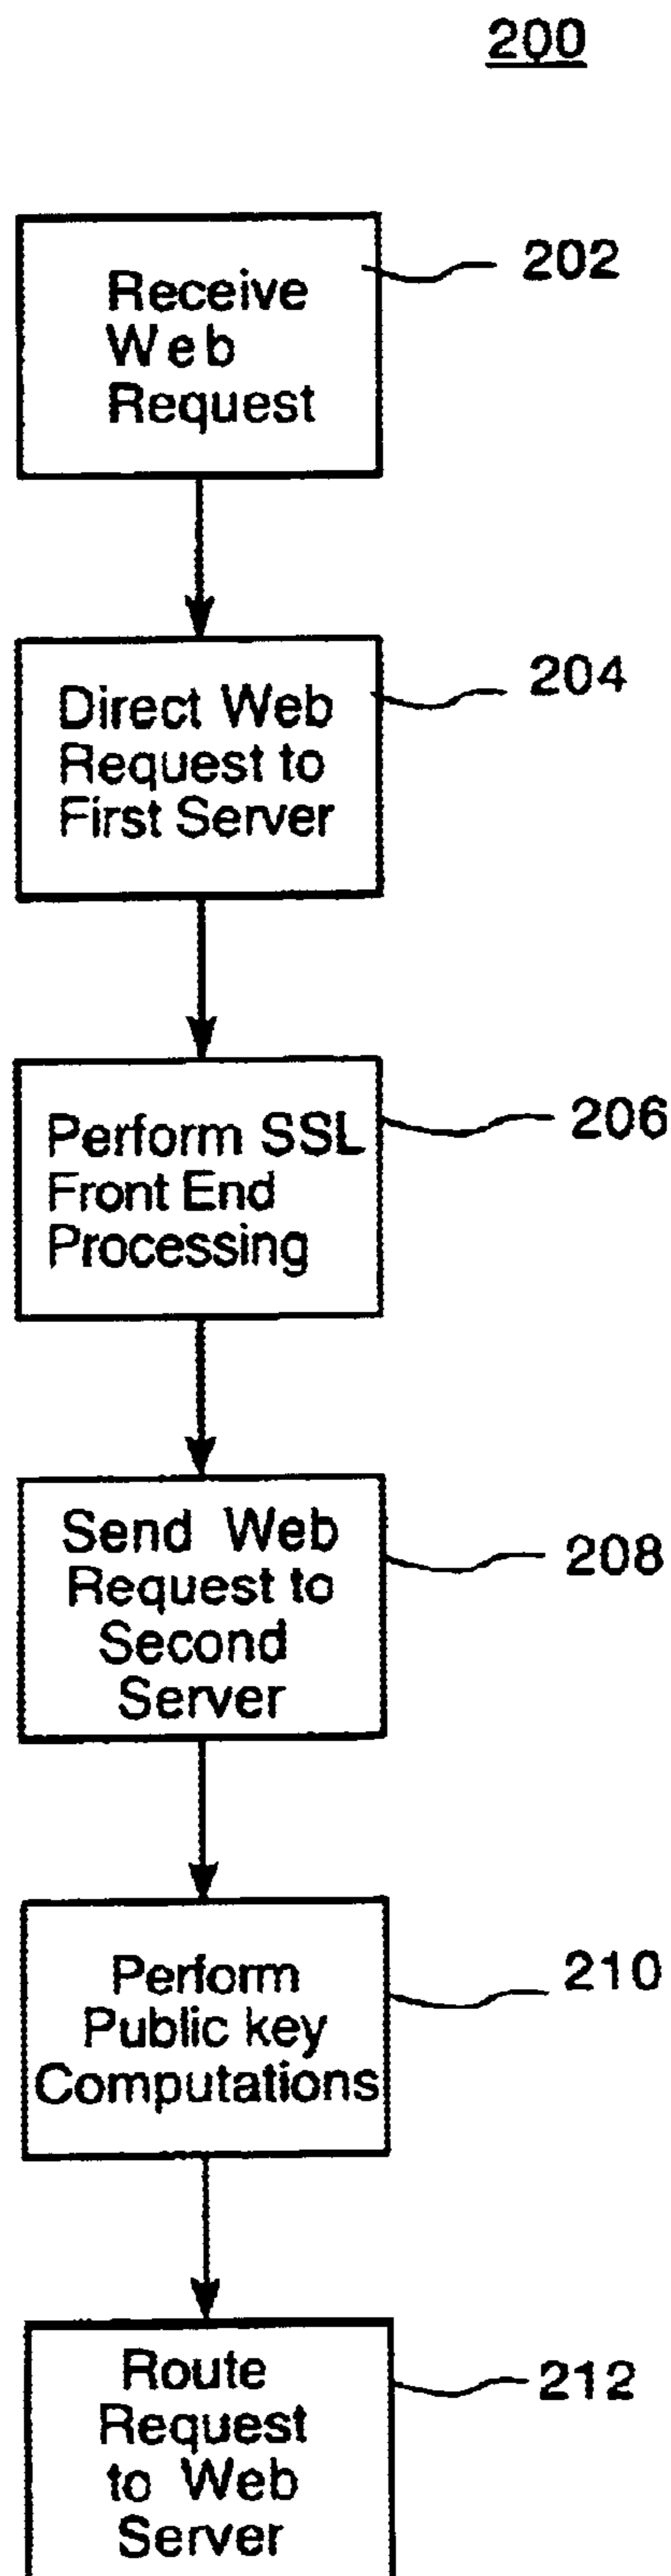 200
Receive
Web
Request
202
Direct Web
Request to
First Server
204
Perform SSL
Front End
Processing
206
Send Web
Request to
Second
Server
208
Perform
Public key
Computations
210
Route
Request
to Web
Server
212